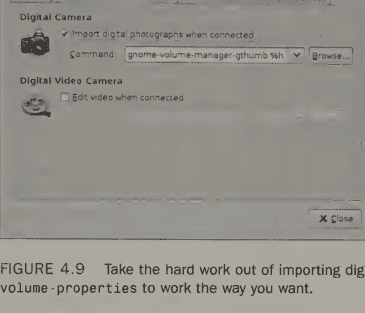 Digital Camera
Import digital photographs when connected
Command: gnome-volume-manager-gthumb %h Browse...
Digital Video Camera
Edit video when connected
Close
FIGURE 4.9 Take the hard work out of importing dig
volume-properties to work the way you want.